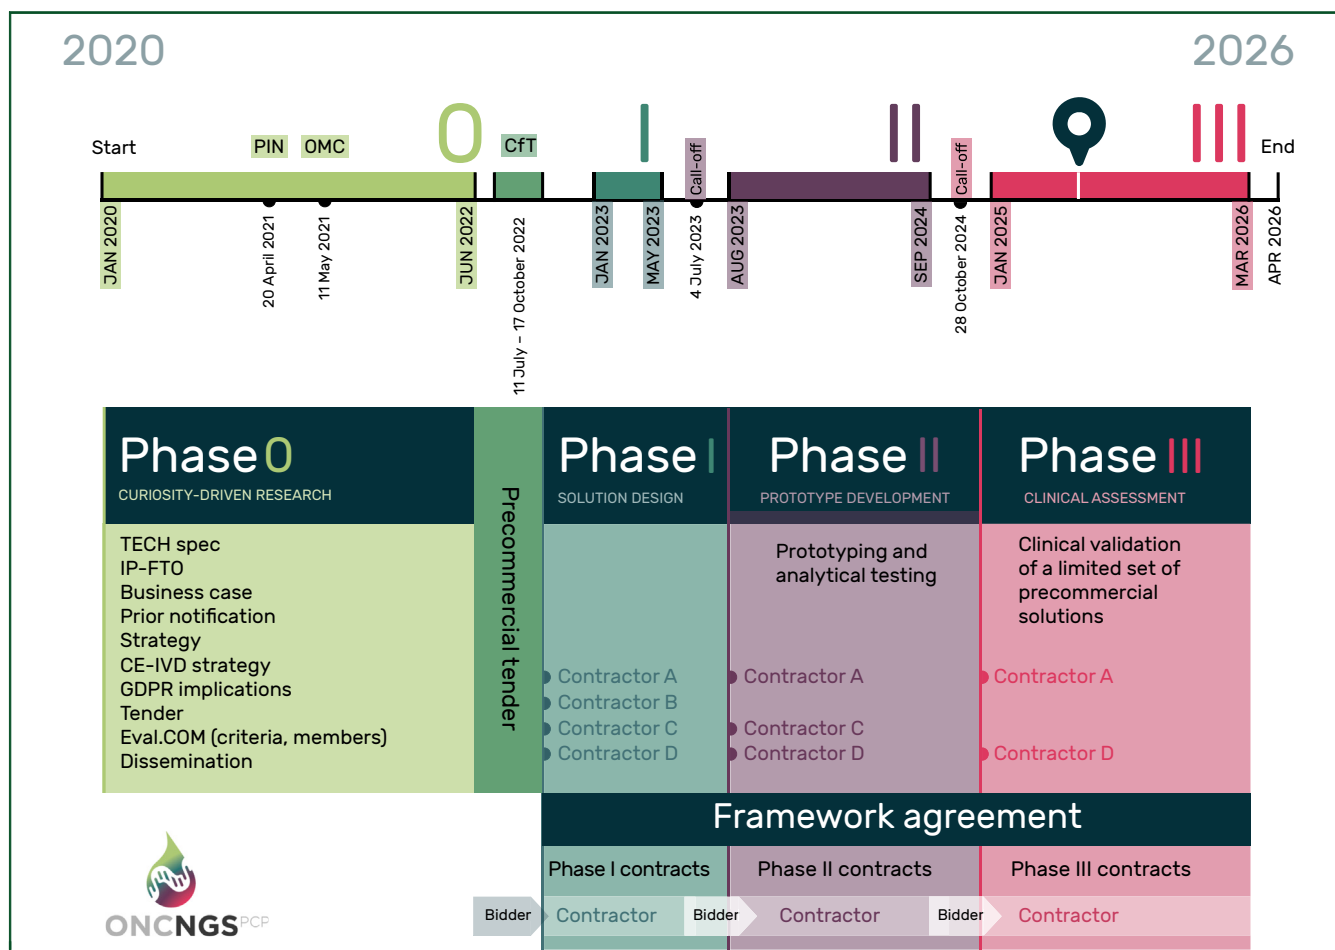 2020
2026
Start
PIN
OMC
0
CfT
I
Call-off
II
Call-off
III
End
JAN 2020
20 April 2021
11 May 2021
JUN 2022
11 July – 17 October 2022
JAN 2023
MAY 2023
4 July 2023
AUG 2023
SEP 2024
28 October 2024
JAN 2025
MAR 2026
APR 2026
Phase 0
CURIOSITY-DRIVEN RESEARCH
TECH spec
IP-FTO
Business case
Prior notification
Strategy
CE-IVD strategy
GDPR implications
Tender
Eval.COM (criteria, members)
Dissemination
Precommercial tender
Phase I
SOLUTION DESIGN
Contractor A
Contractor B
Contractor C
Contractor D
Phase II
PROTOTYPE DEVELOPMENT
Prototyping and
analytical testing
Contractor A
Contractor C
Contractor D
Phase III
CLINICAL ASSESSMENT
Clinical validation
of a limited set of
precommercial
solutions
Contractor A
Contractor D
Framework agreement
Phase I contracts
Phase II contracts
Phase III contracts
Bidder
Contractor
Bidder
Contractor
Bidder
Contractor
ONCNGS PCP